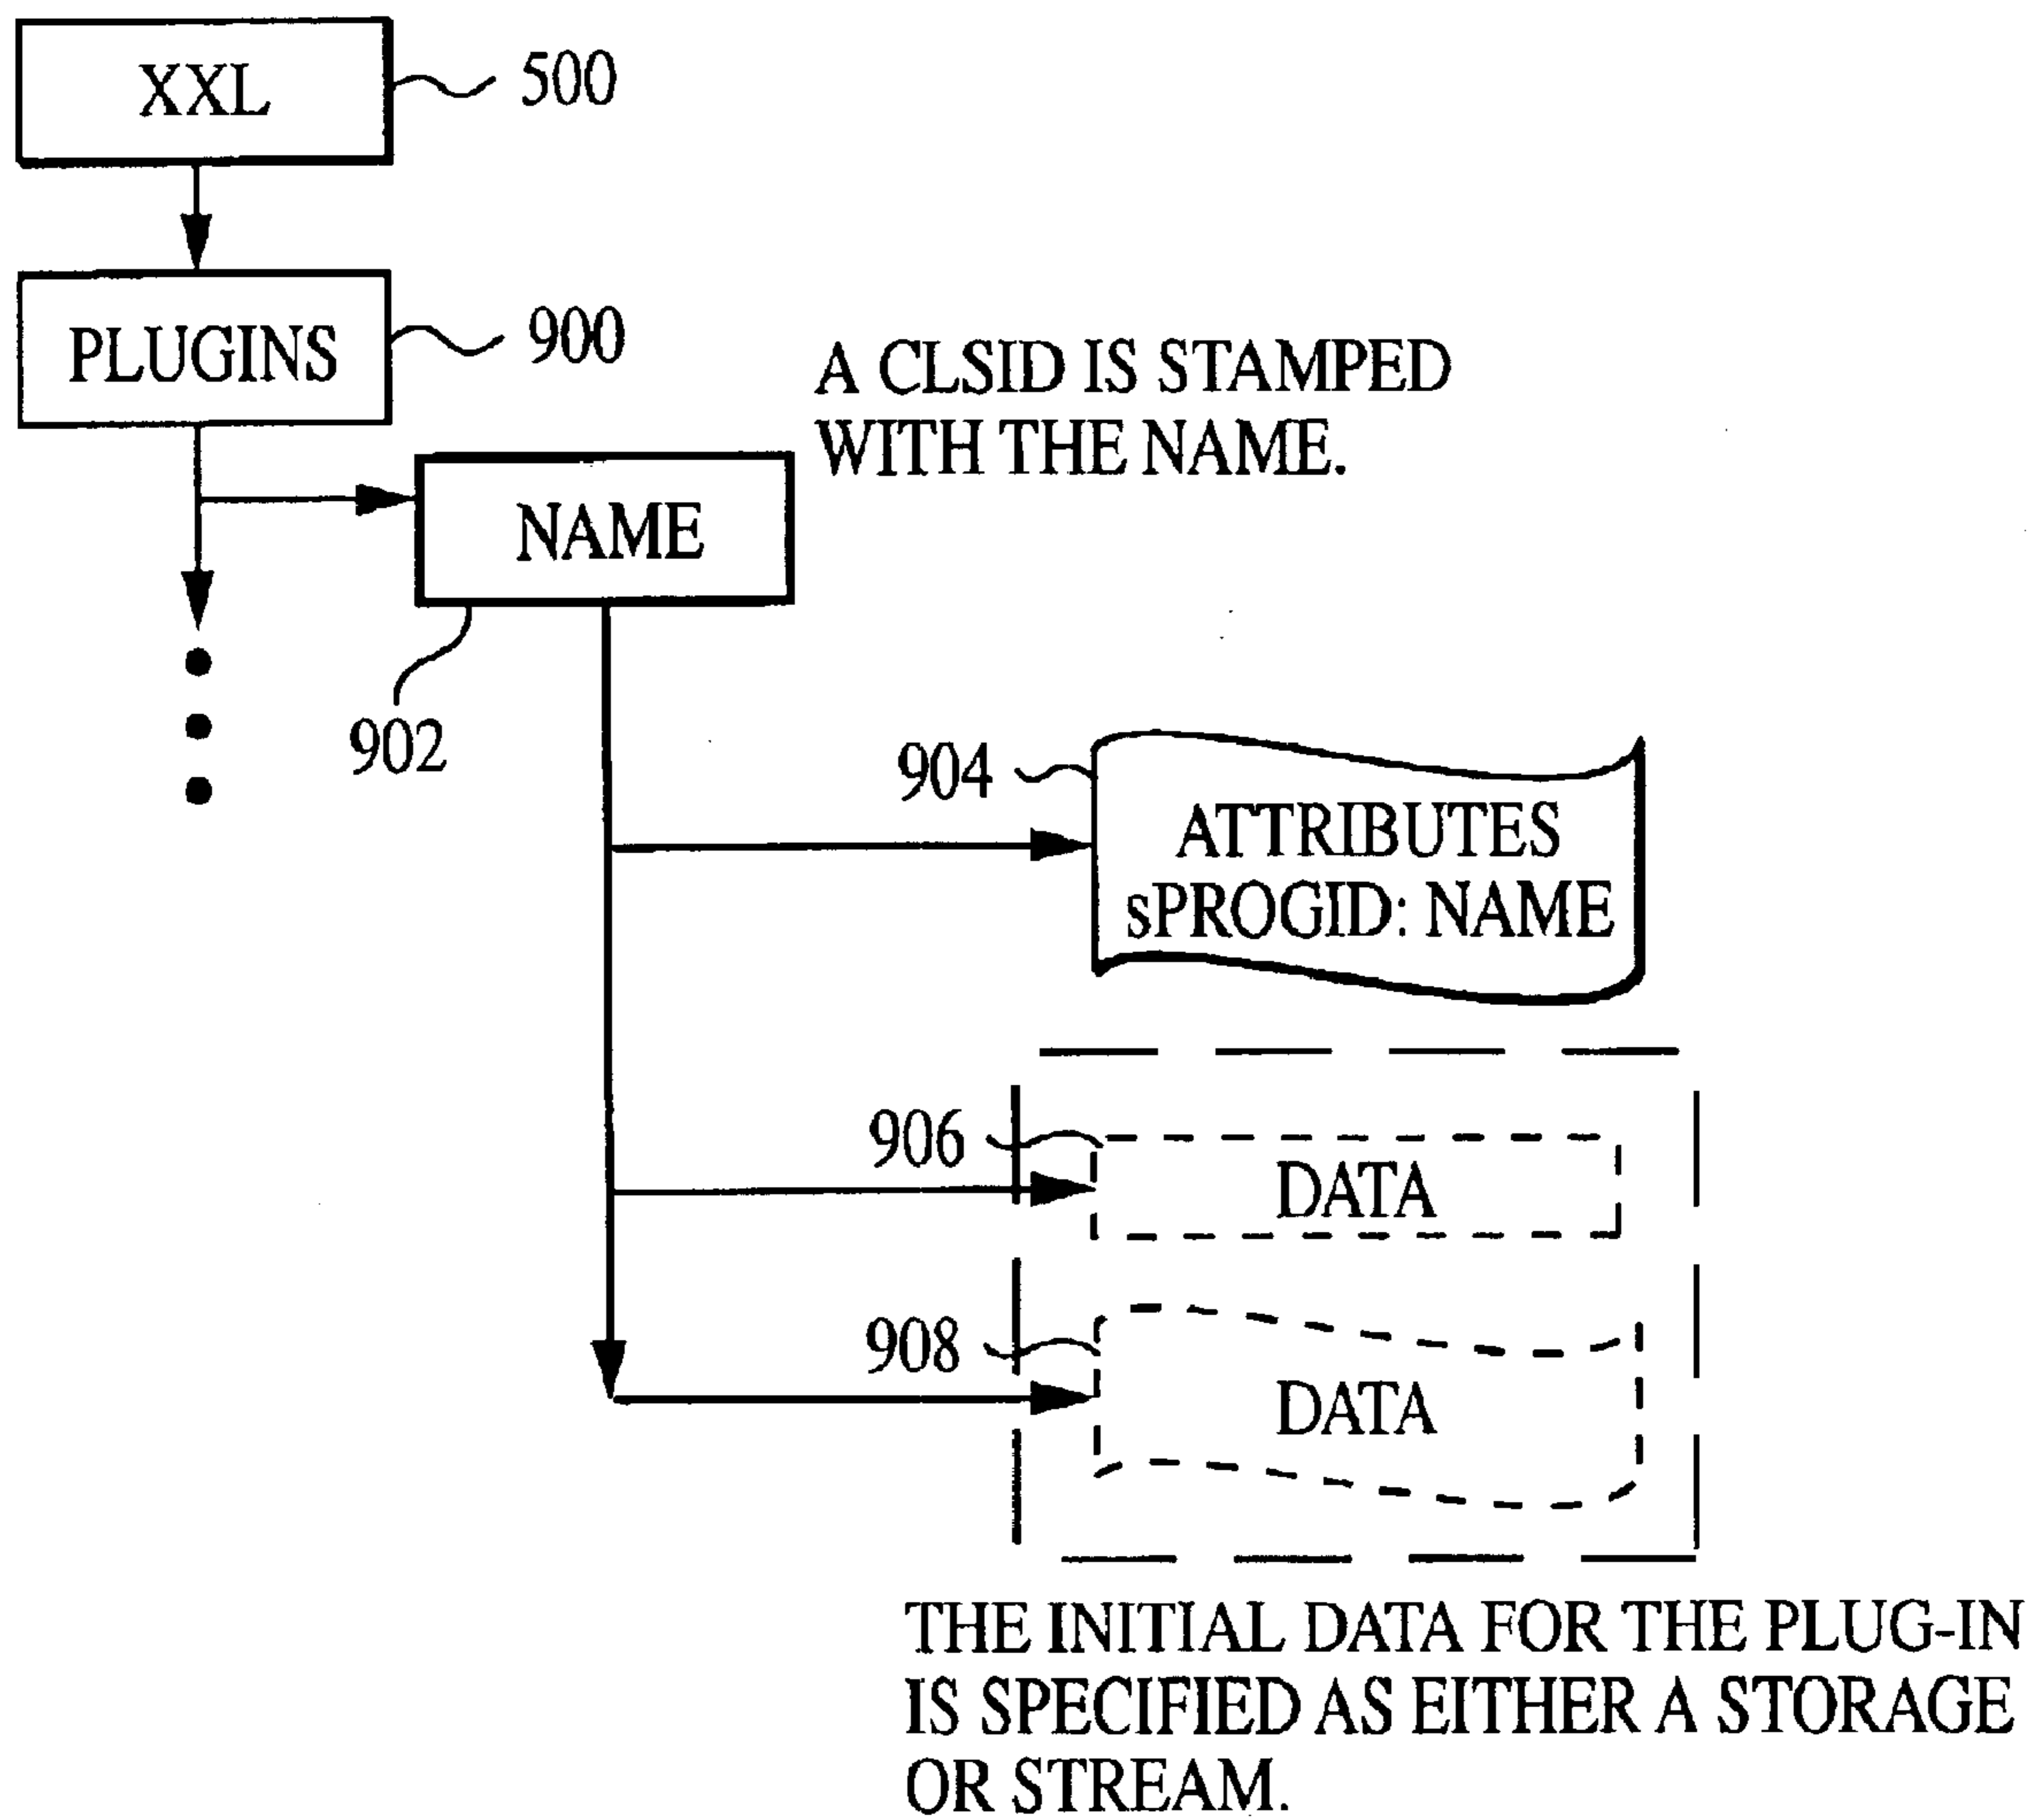 XXL
500
PLUGINS
900
A CLSID IS STAMPED
WITH THE NAME.
NAME
902
904
ATTRIBUTES
sPROGID: NAME
906
DATA
908
DATA
THE INITIAL DATA FOR THE PLUG-IN
IS SPECIFIED AS EITHER A STORAGE
OR STREAM.